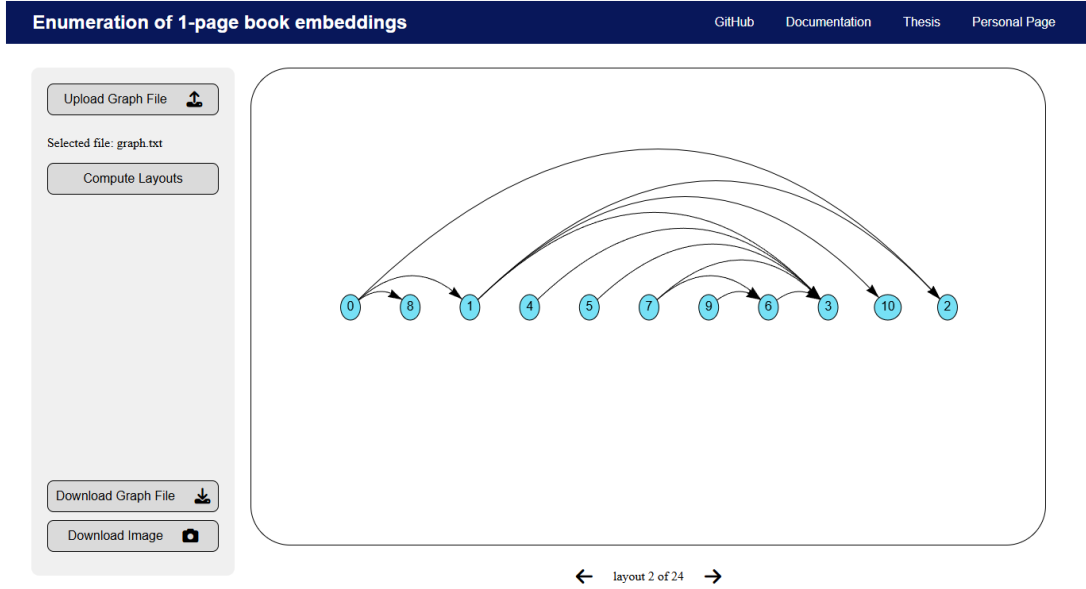 Enumeration of 1-page book embeddings
GitHub Documentation Thesis Personal Page
Upload Graph File
Selected file: graph.txt
Compute Layouts
0 8 1 4 5 7 9 6 3 10 2
Download Graph File
Download Image
layout 2 of 24